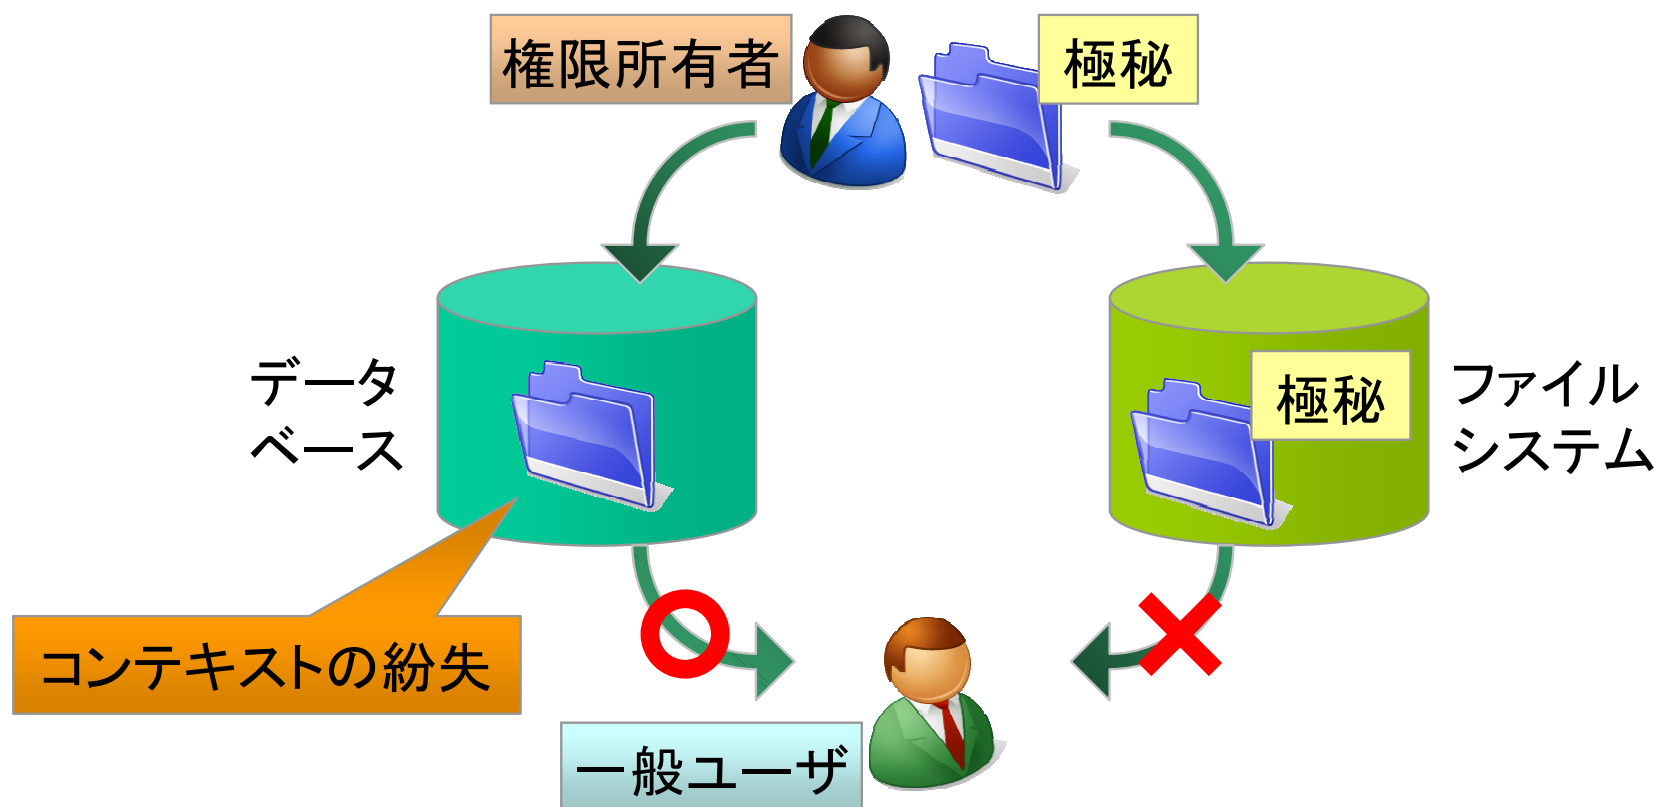 権限所有者
極秘
データ
ベース
極秘
ファイル
システム
コンテキストの紛失
一般ユーザ